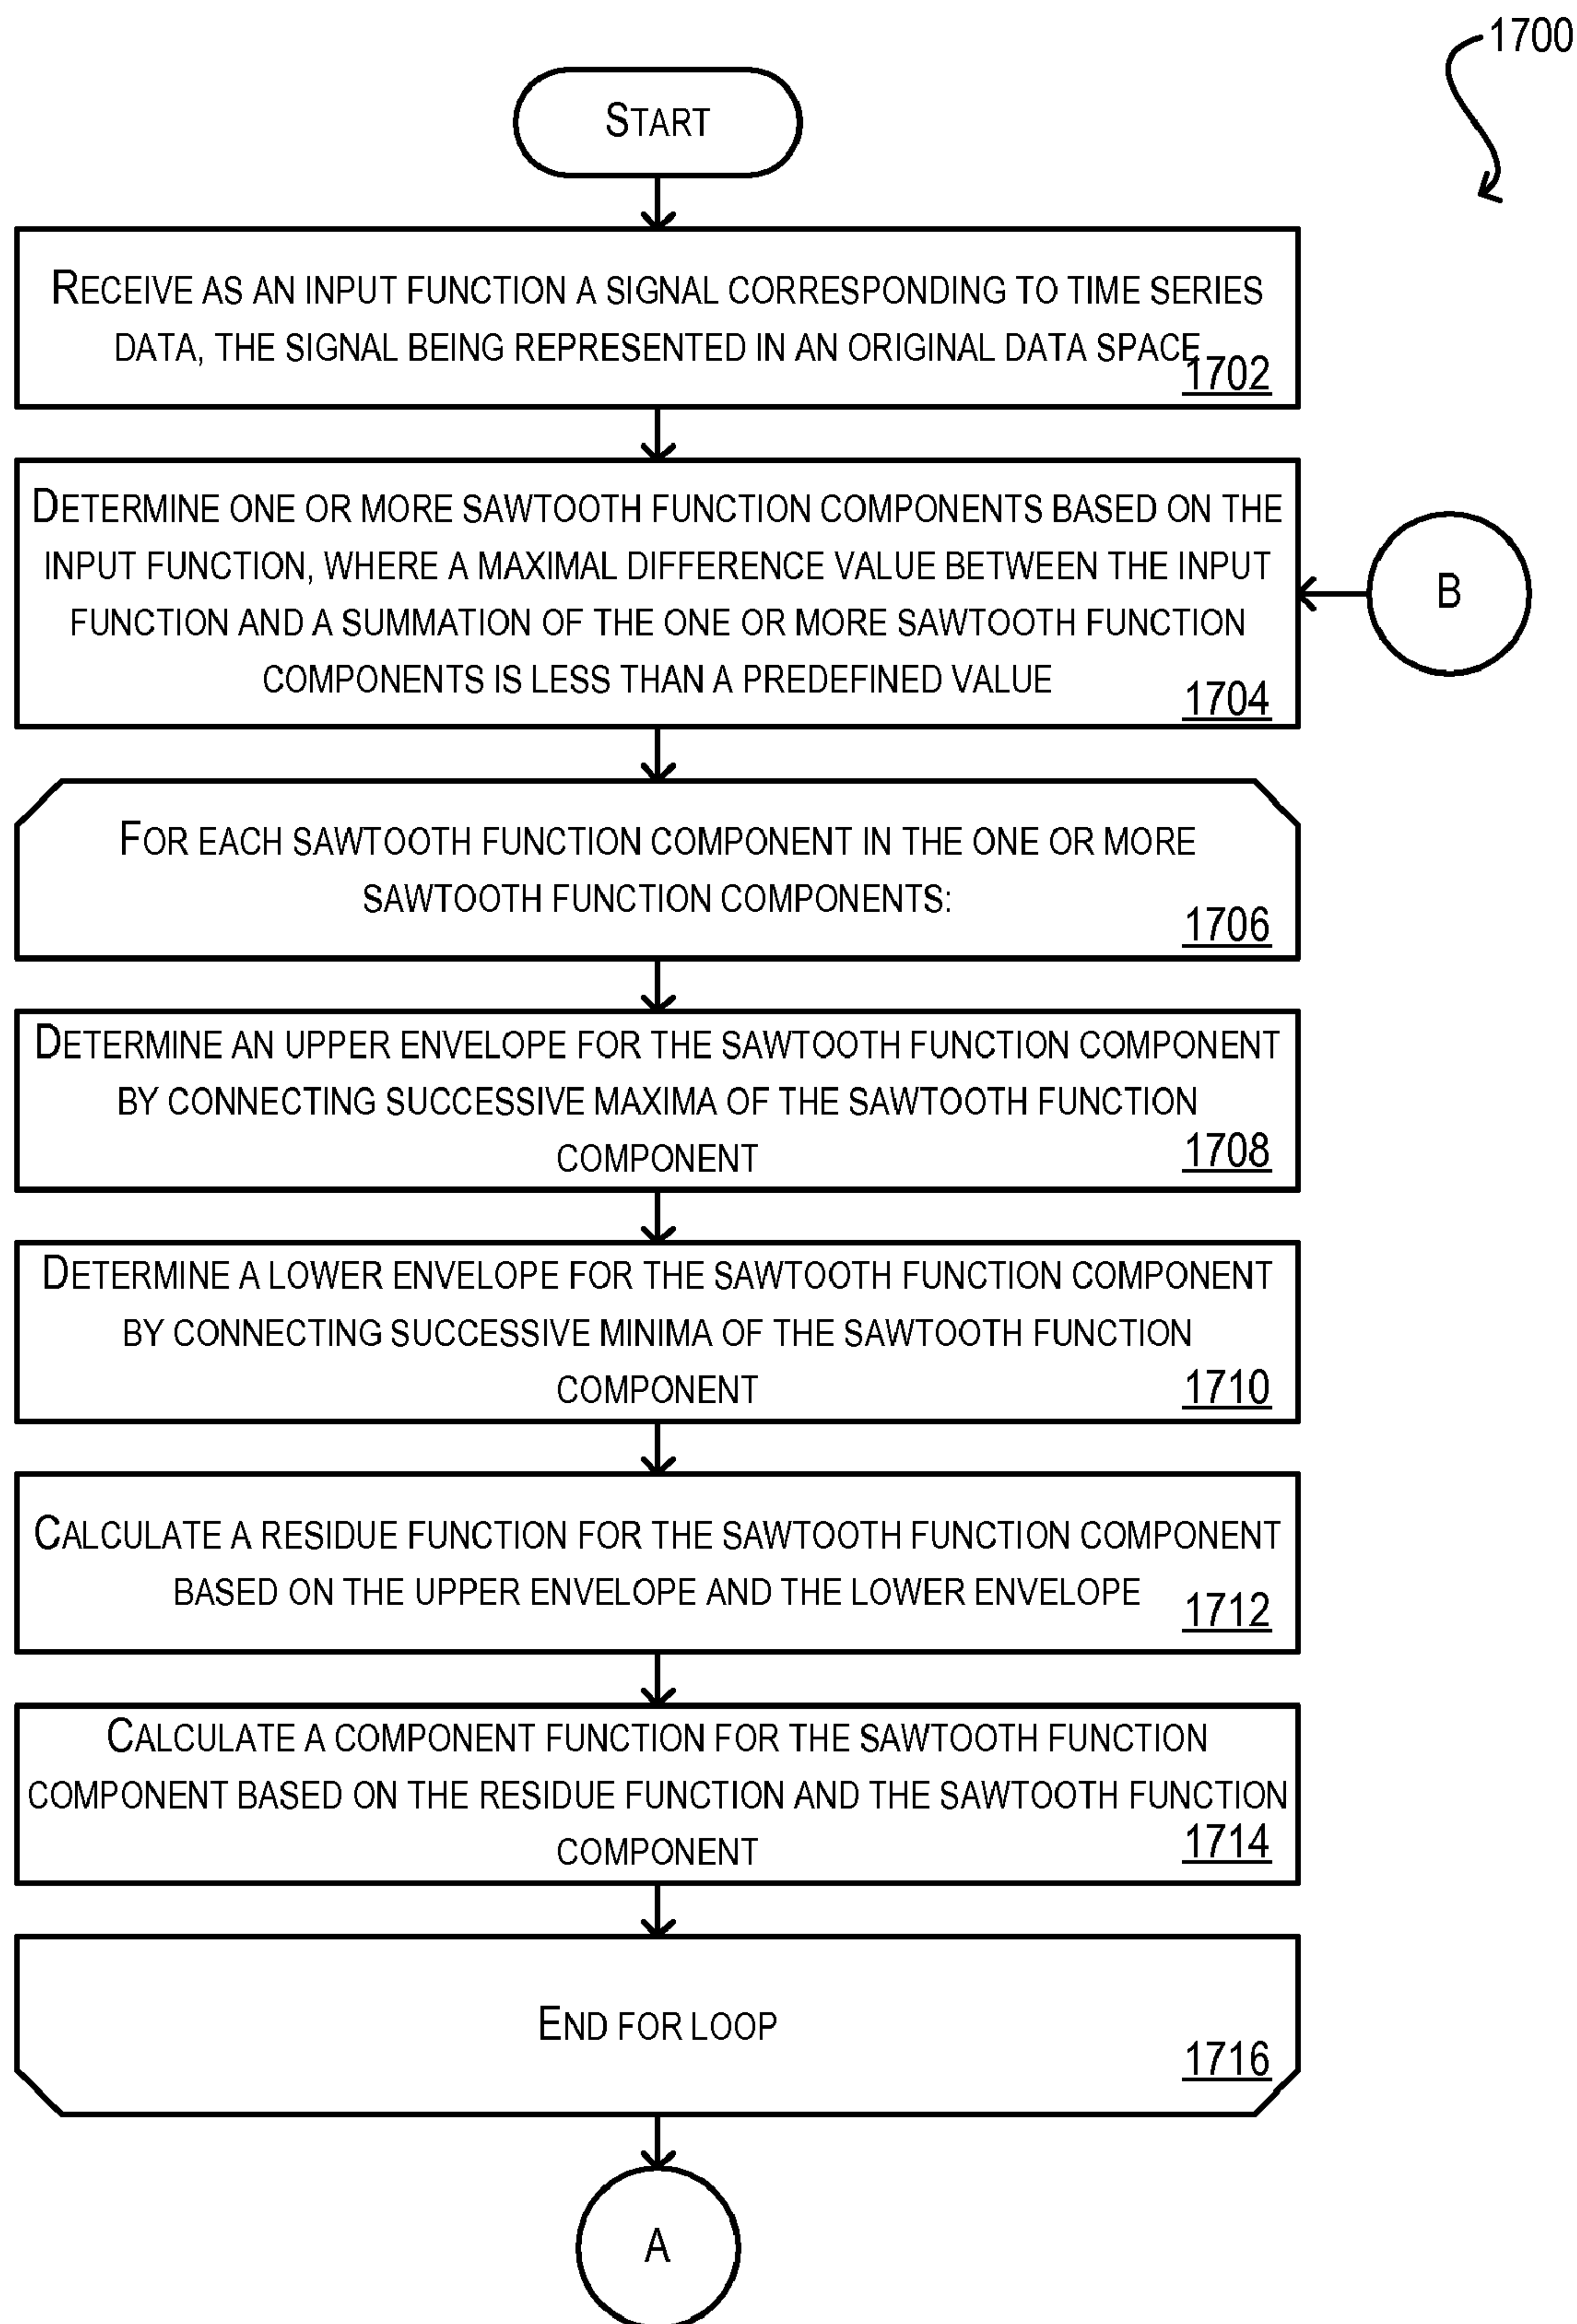 1700
START
RECEIVE AS AN INPUT FUNCTION A SIGNAL CORRESPONDING TO TIME SERIES
DATA, THE SIGNAL BEING REPRESENTED IN AN ORIGINAL DATA SPACE
1702
DETERMINE ONE OR MORE SAWTOOTH FUNCTION COMPONENTS BASED ON THE
INPUT FUNCTION, WHERE A MAXIMAL DIFFERENCE VALUE BETWEEN THE INPUT
FUNCTION AND A SUMMATION OF THE ONE OR MORE SAWTOOTH FUNCTION
COMPONENTS IS LESS THAN A PREDEFINED VALUE
1704
B
FOR EACH SAWTOOTH FUNCTION COMPONENT IN THE ONE OR MORE
SAWTOOTH FUNCTION COMPONENTS:
1706
DETERMINE AN UPPER ENVELOPE FOR THE SAWTOOTH FUNCTION COMPONENT
BY CONNECTING SUCCESSIVE MAXIMA OF THE SAWTOOTH FUNCTION
COMPONENT
1708
DETERMINE A LOWER ENVELOPE FOR THE SAWTOOTH FUNCTION COMPONENT
BY CONNECTING SUCCESSIVE MINIMA OF THE SAWTOOTH FUNCTION
COMPONENT
1710
CALCULATE A RESIDUE FUNCTION FOR THE SAWTOOTH FUNCTION COMPONENT
BASED ON THE UPPER ENVELOPE AND THE LOWER ENVELOPE
1712
CALCULATE A COMPONENT FUNCTION FOR THE SAWTOOTH FUNCTION
COMPONENT BASED ON THE RESIDUE FUNCTION AND THE SAWTOOTH FUNCTION
COMPONENT
1714
END FOR LOOP
1716
A